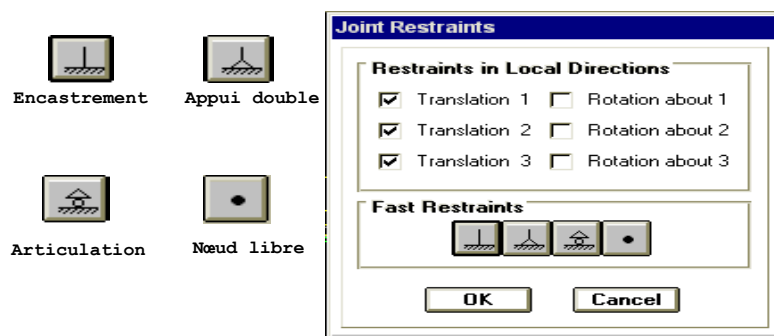 Encastrement Appui double
Articulation Nœud libre
Joint Restraints
Restraints in Local Directions
Translation 1 Rotation about 1
Translation 2 Rotation about 2
Translation 3 Rotation about 3
Fast Restraints
OK Cancel